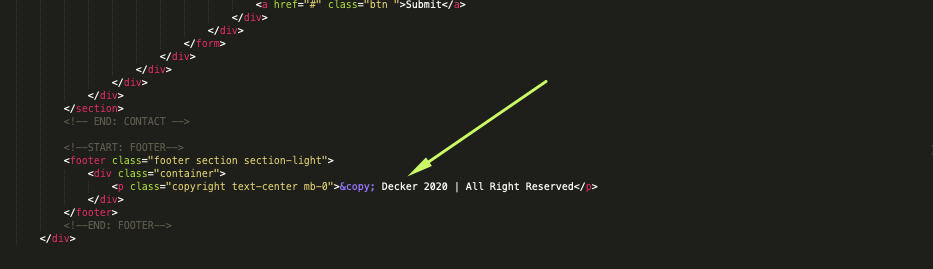 <a href="#" class="btn ">Submit</a>
</div>
</div>
</form>
</div>
</div>
</div>
</div>
</section>
<!-- END: CONTACT -->
<!--START: FOOTER-->
<footer class="footer section section-light">
<div class="container">
<p class="copyright text-center mb-0">&copy; Decker 2020 | All Right Reserved</p>
</div>
</footer>
<!--END: FOOTER-->
</div>